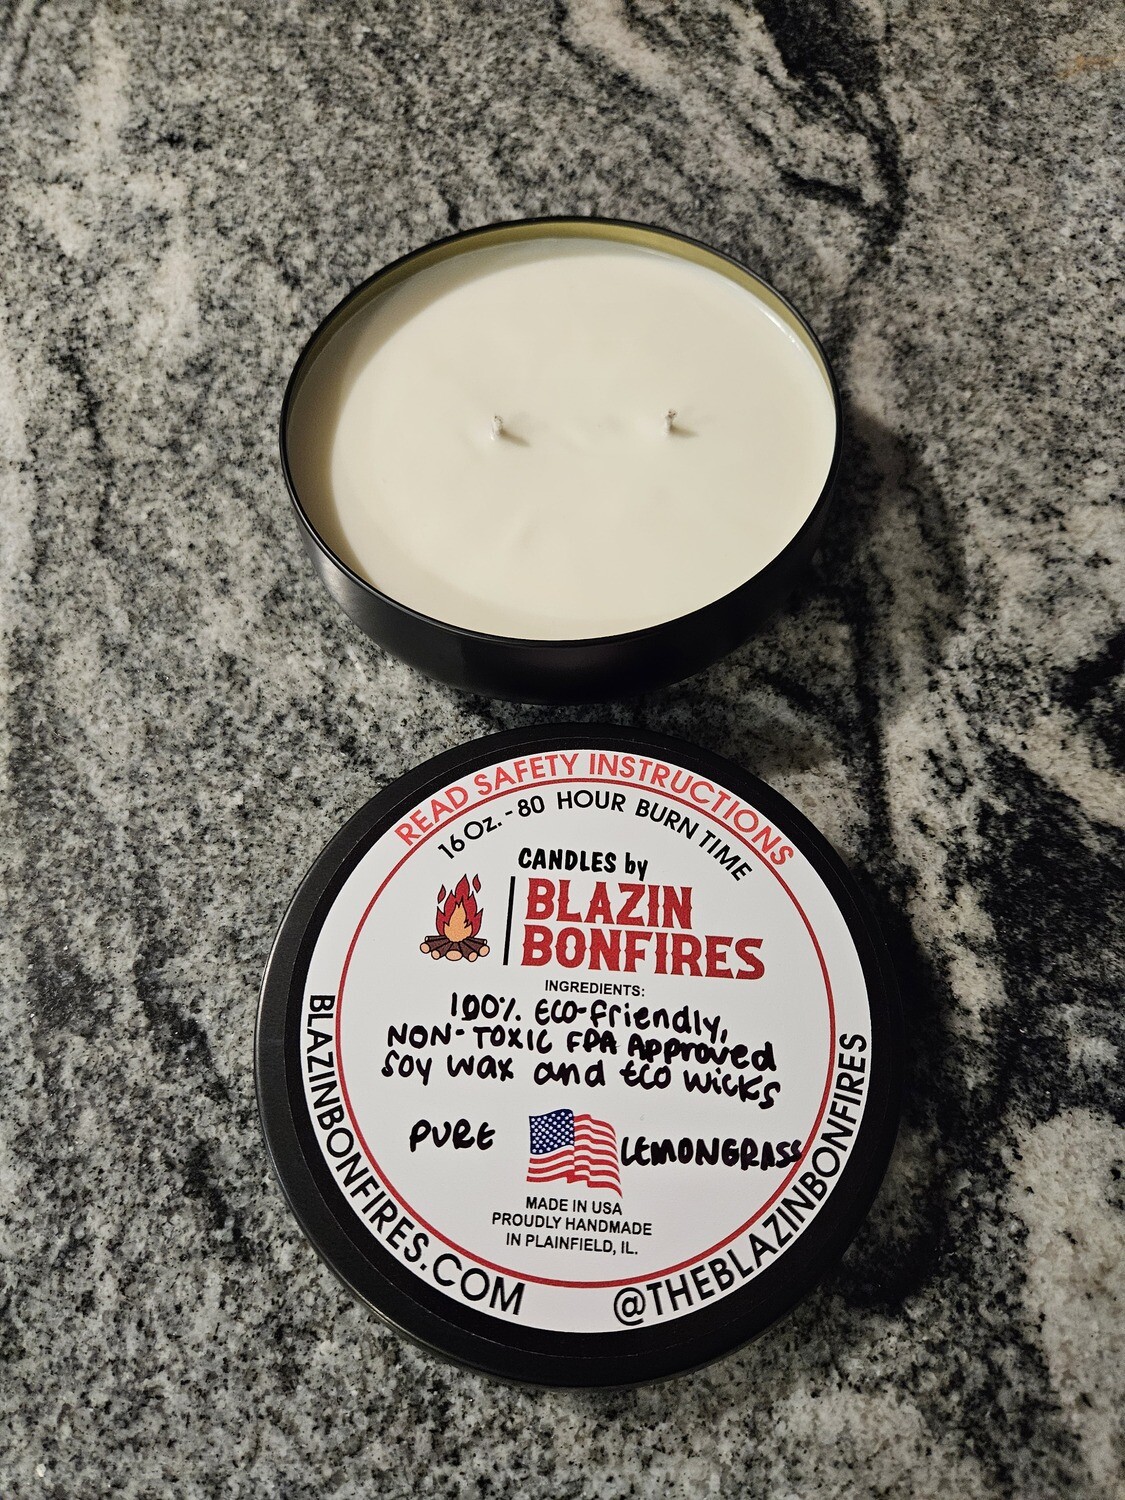 READ SAFETY INSTRUCTIONS
16 Oz. - 80 HOUR BURN TIME
CANDLES by
BLAZIN
BONFIRES
INGREDIENTS:
100% Eco-friendly,
NON-TOXIC FDA Approved
Soy wax and Eco wicks
PURE LEMONGRASS
MADE IN USA
PROUDLY HANDMADE
IN PLAINFIELD, IL.
BLAZINBONFIRES.COM
@THEBLAZINBONFIRES